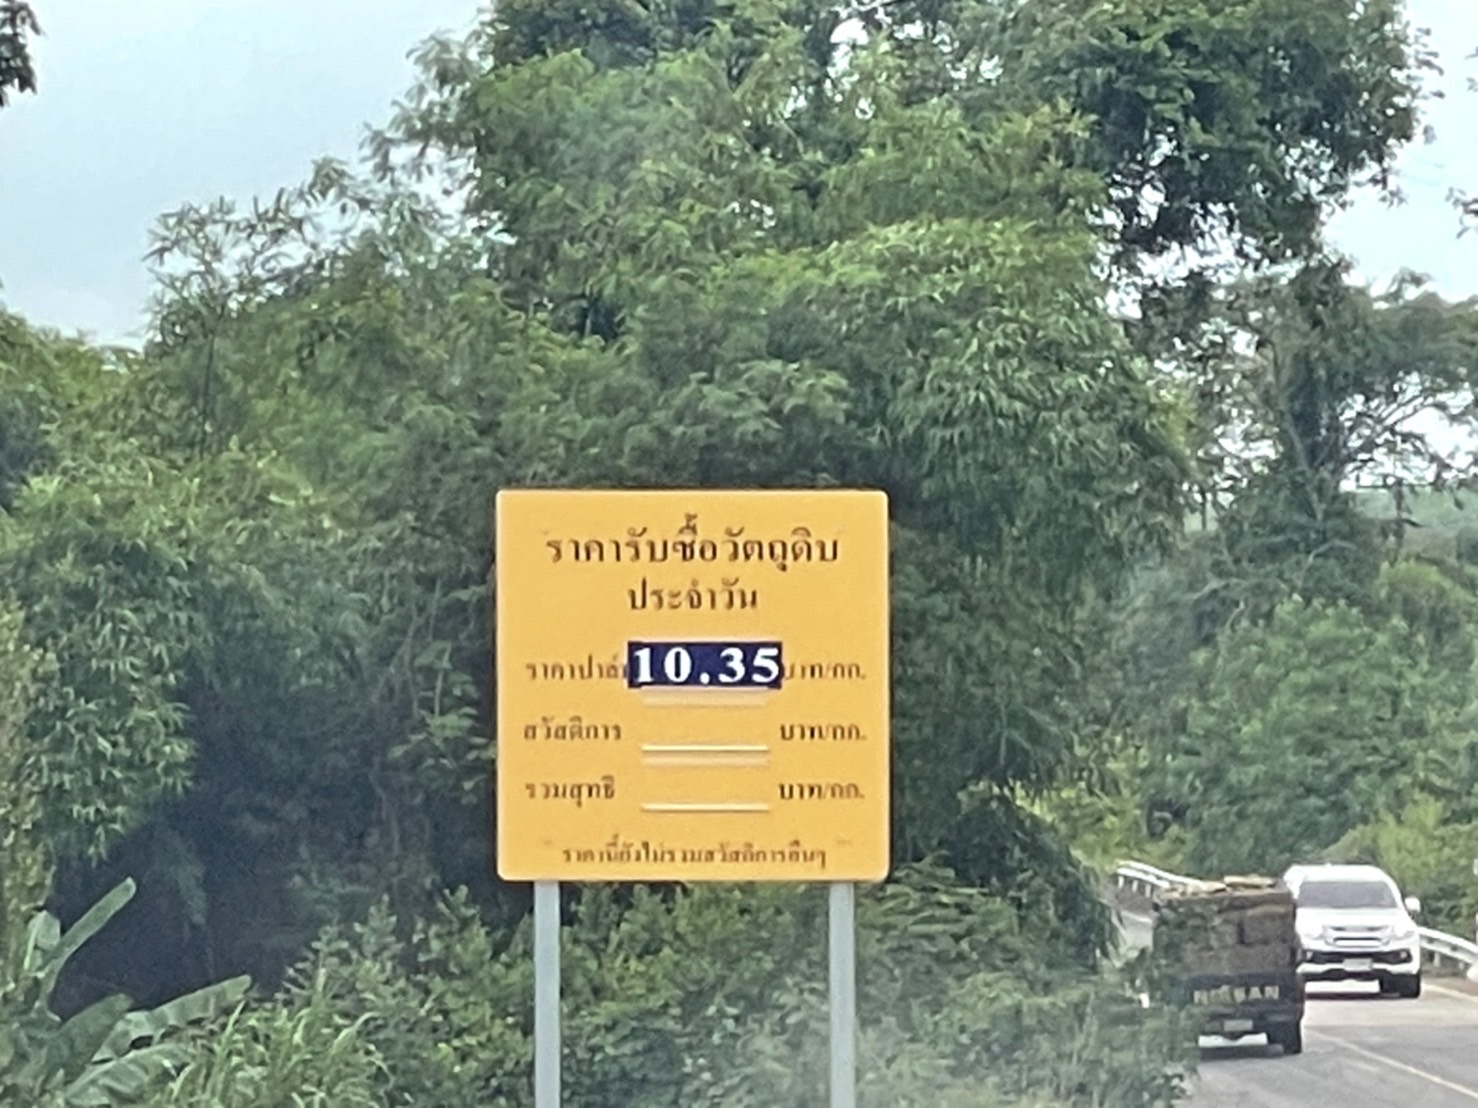 ราคารับซื้อวัตถุดิบ
ประจำวัน
ราคาปาล์ม 10.35 บาท/กก.
สวัสดิการ บาท/กก.
รวมสุทธิ บาท/กก.
ราคานี้ยังไม่รวมสวัสดิการอื่นๆ
NISSAN